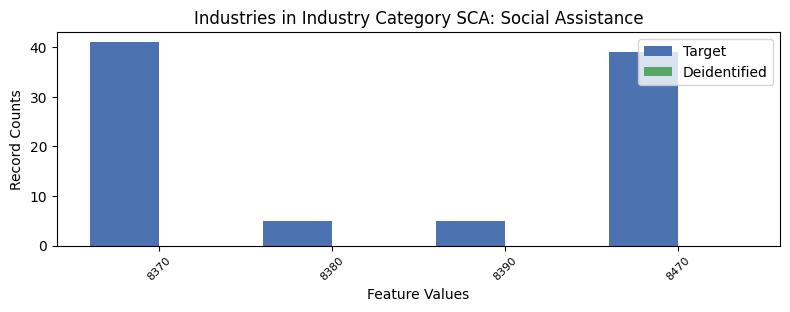 Industries in Industry Category SCA: Social Assistance
Record Counts
40
30
20
10
0
Target
Deidentified
8370
8380
8390
8470
Feature Values